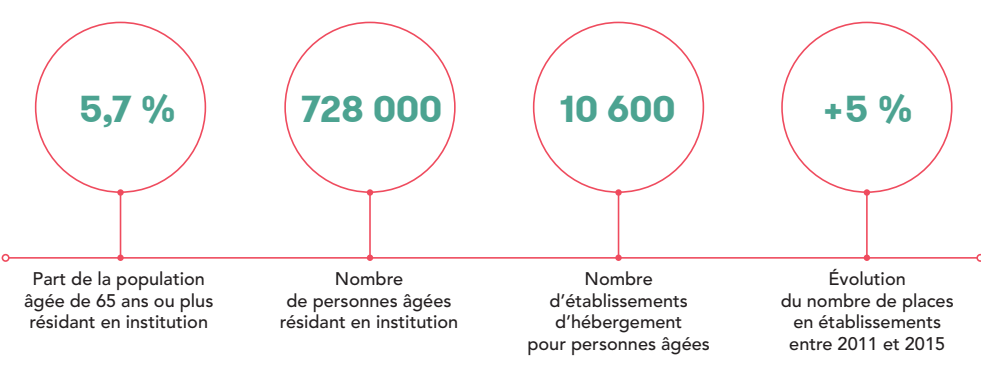 5,7 %
728 000
10 600
+5 %
Part de la population
âgée de 65 ans ou plus
résidant en institution
Nombre
de personnes âgées
résidant en institution
Nombre
d'établissements
d'hébergement
pour personnes âgées
Évolution
du nombre de places
en établissements
entre 2011 et 2015